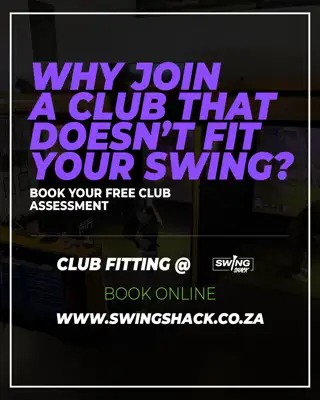 WHY JOIN
A CLUB THAT
DOESN'T FIT
YOUR SWING?
BOOK YOUR FREE CLUB
ASSESSMENT
CLUB FITTING @
SWING
SHACK
BOOK ONLINE
WWW.SWINGSHACK.CO.ZA